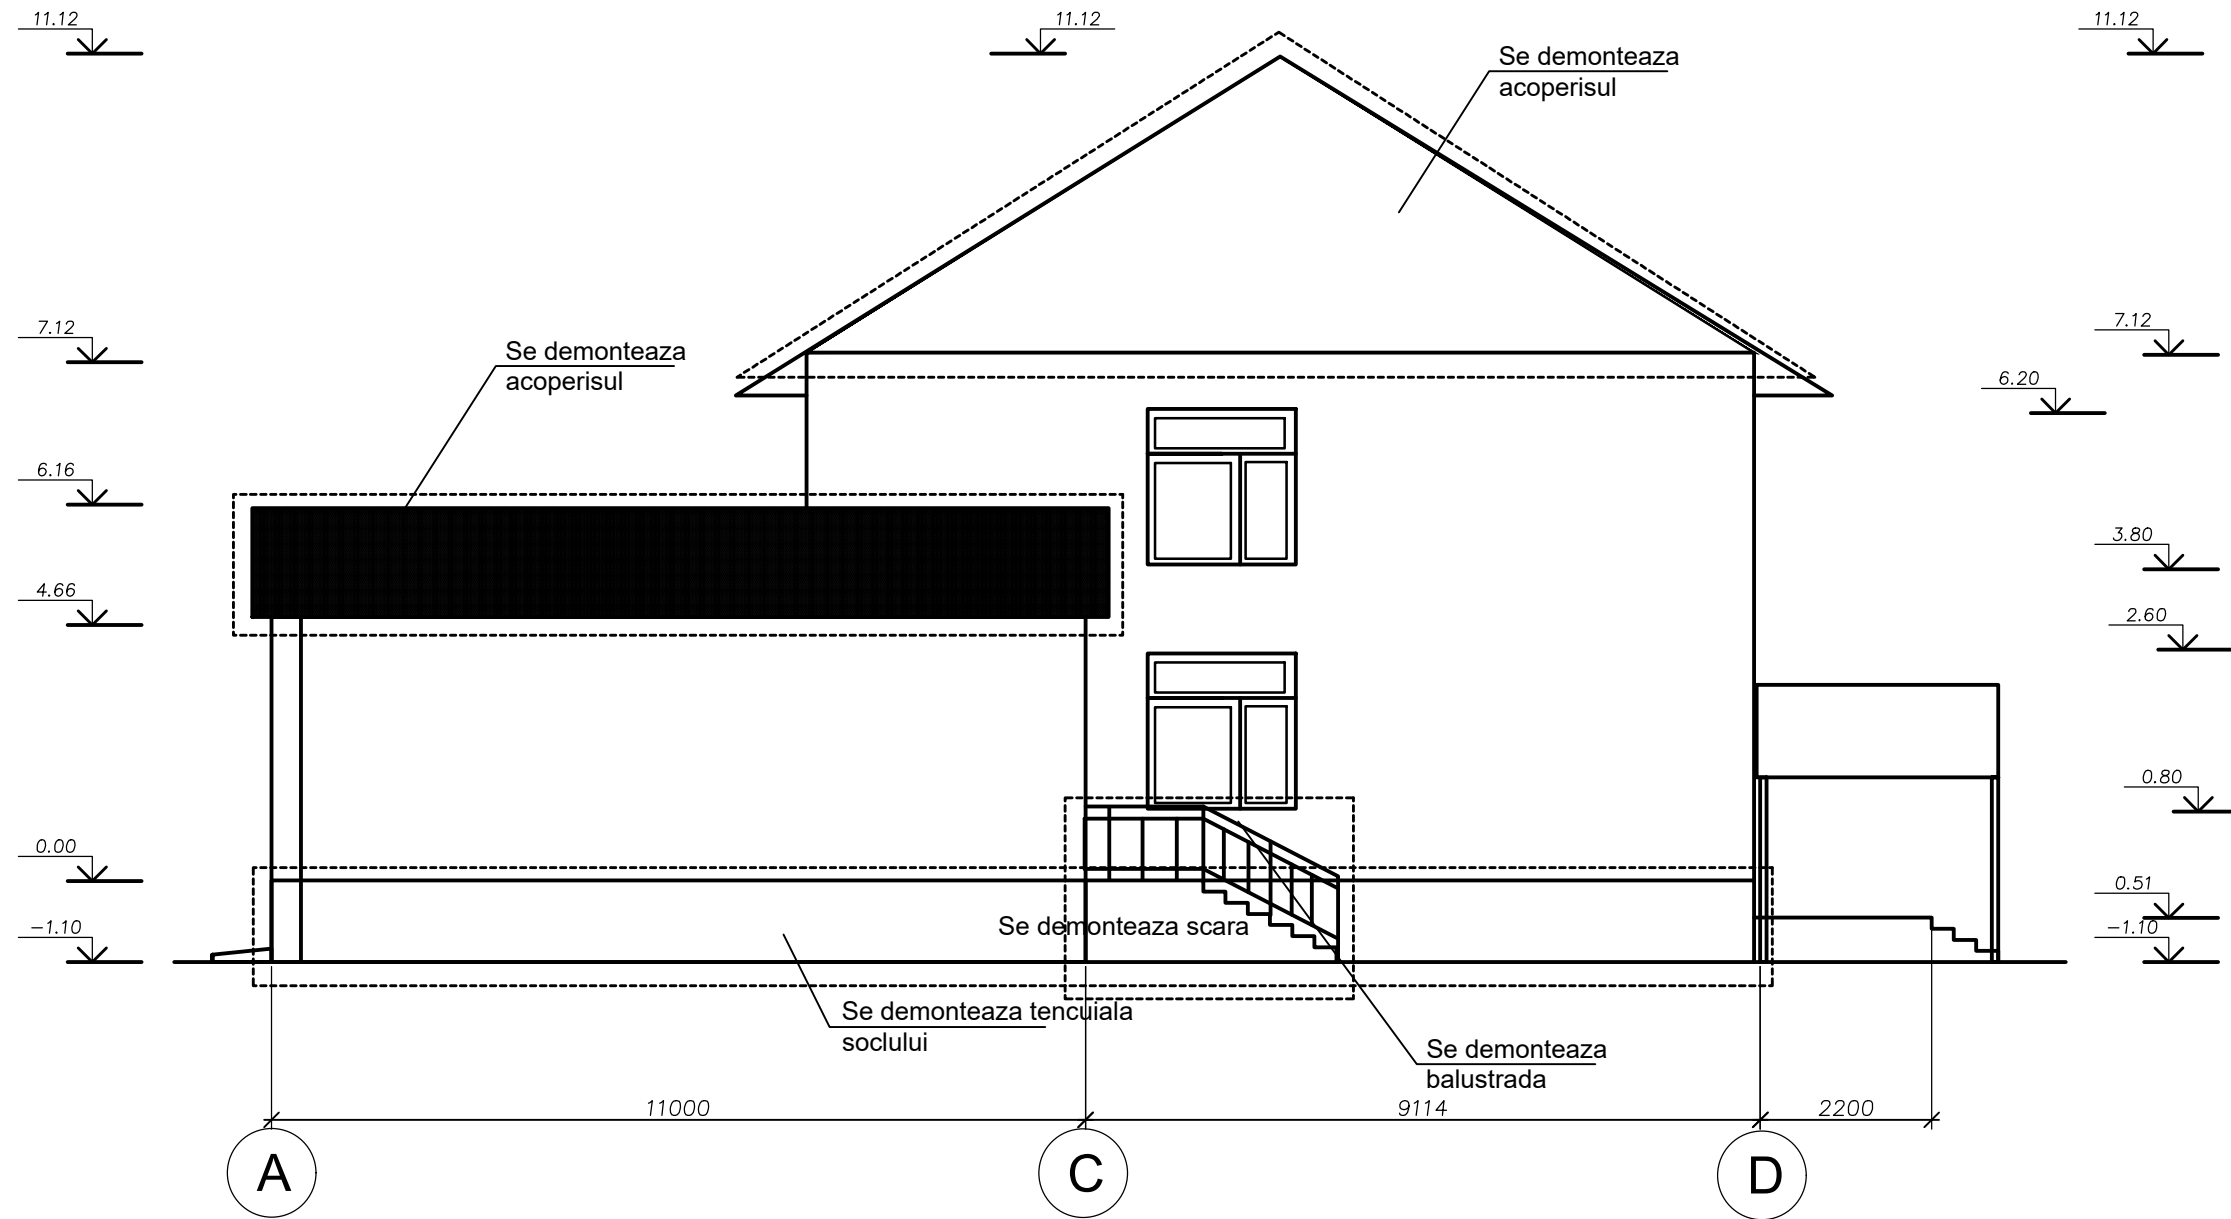 11.12
11.12
11.12
Se demonteaza
acoperisul
7.12
7.12
Se demonteaza
acoperisul
6.20
6.16
3.80
4.66
2.60
0.80
0.00
0.51
−1.10
−1.10
Se demonteaza scara
Se demonteaza tencuiala
soclului
Se demonteaza
balustrada
11000
9114
2200
A
C
D